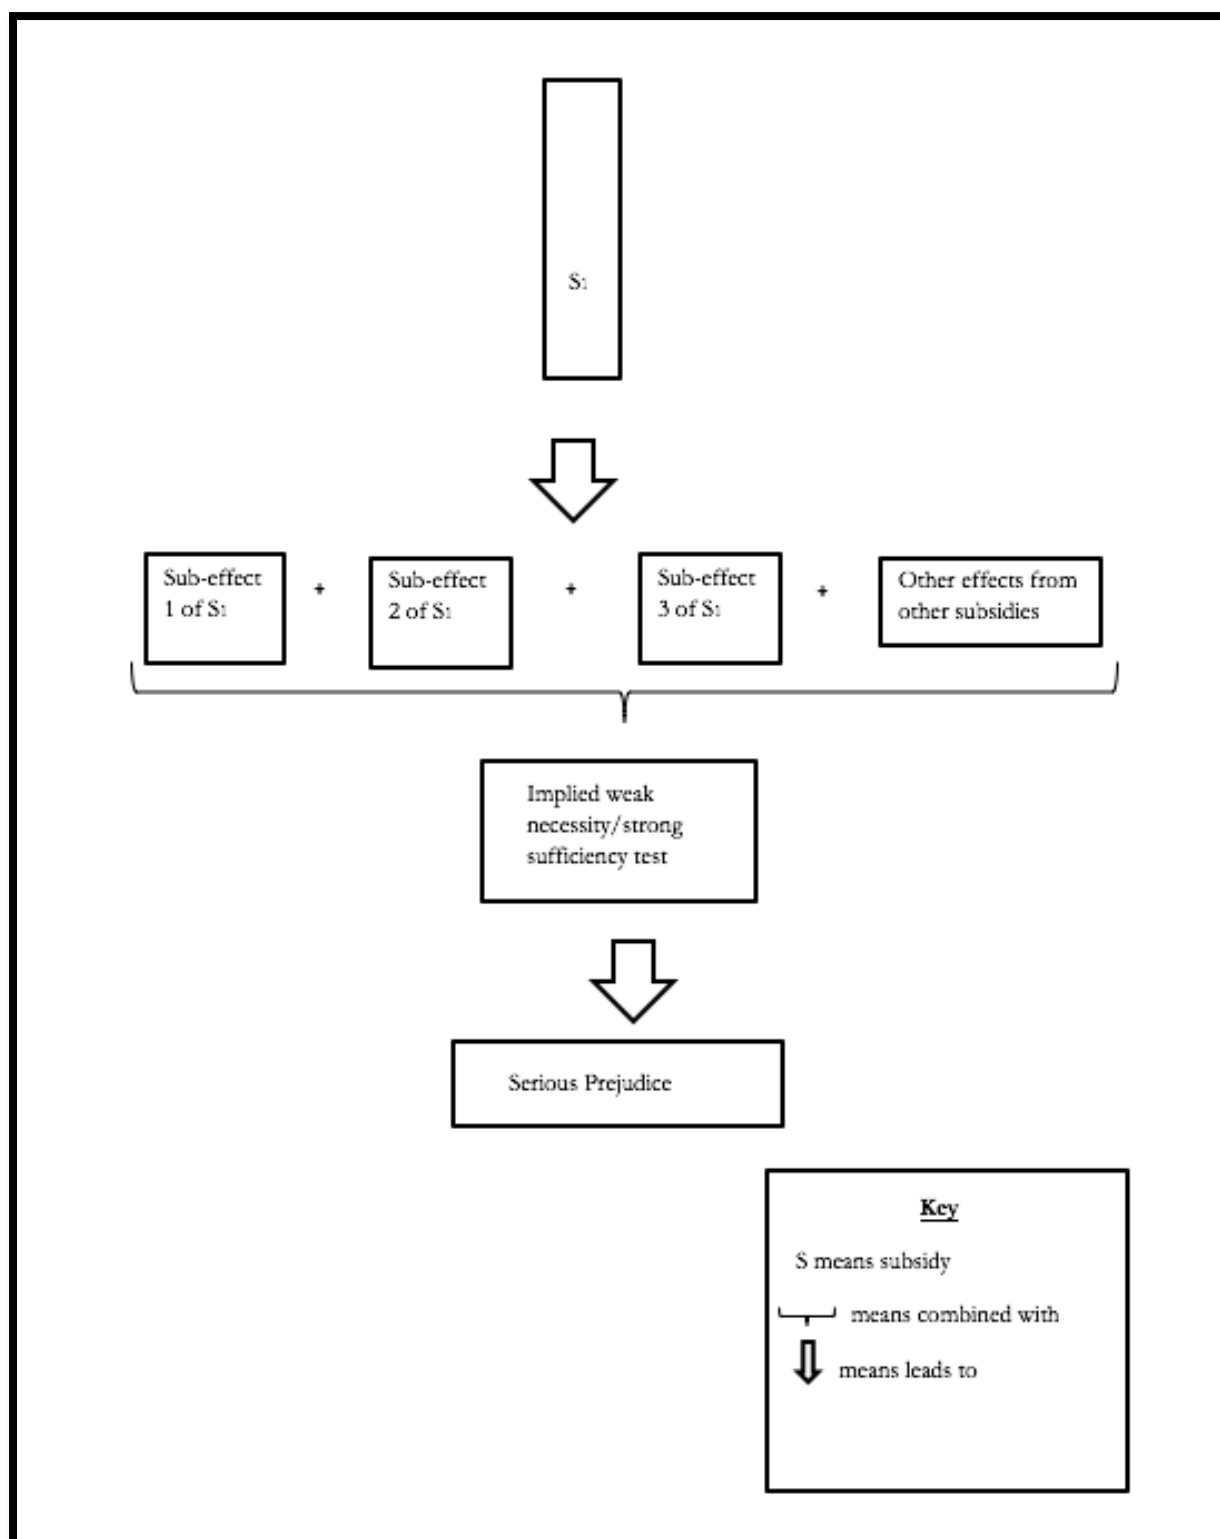 S1
Sub-effect
1 of S1
+
Sub-effect
2 of S1
+
Sub-effect
3 of S1
+
Other effects from
other subsidies
Implied weak
necessity/strong
sufficiency test
Serious Prejudice
Key
S means subsidy
means combined with
means leads to